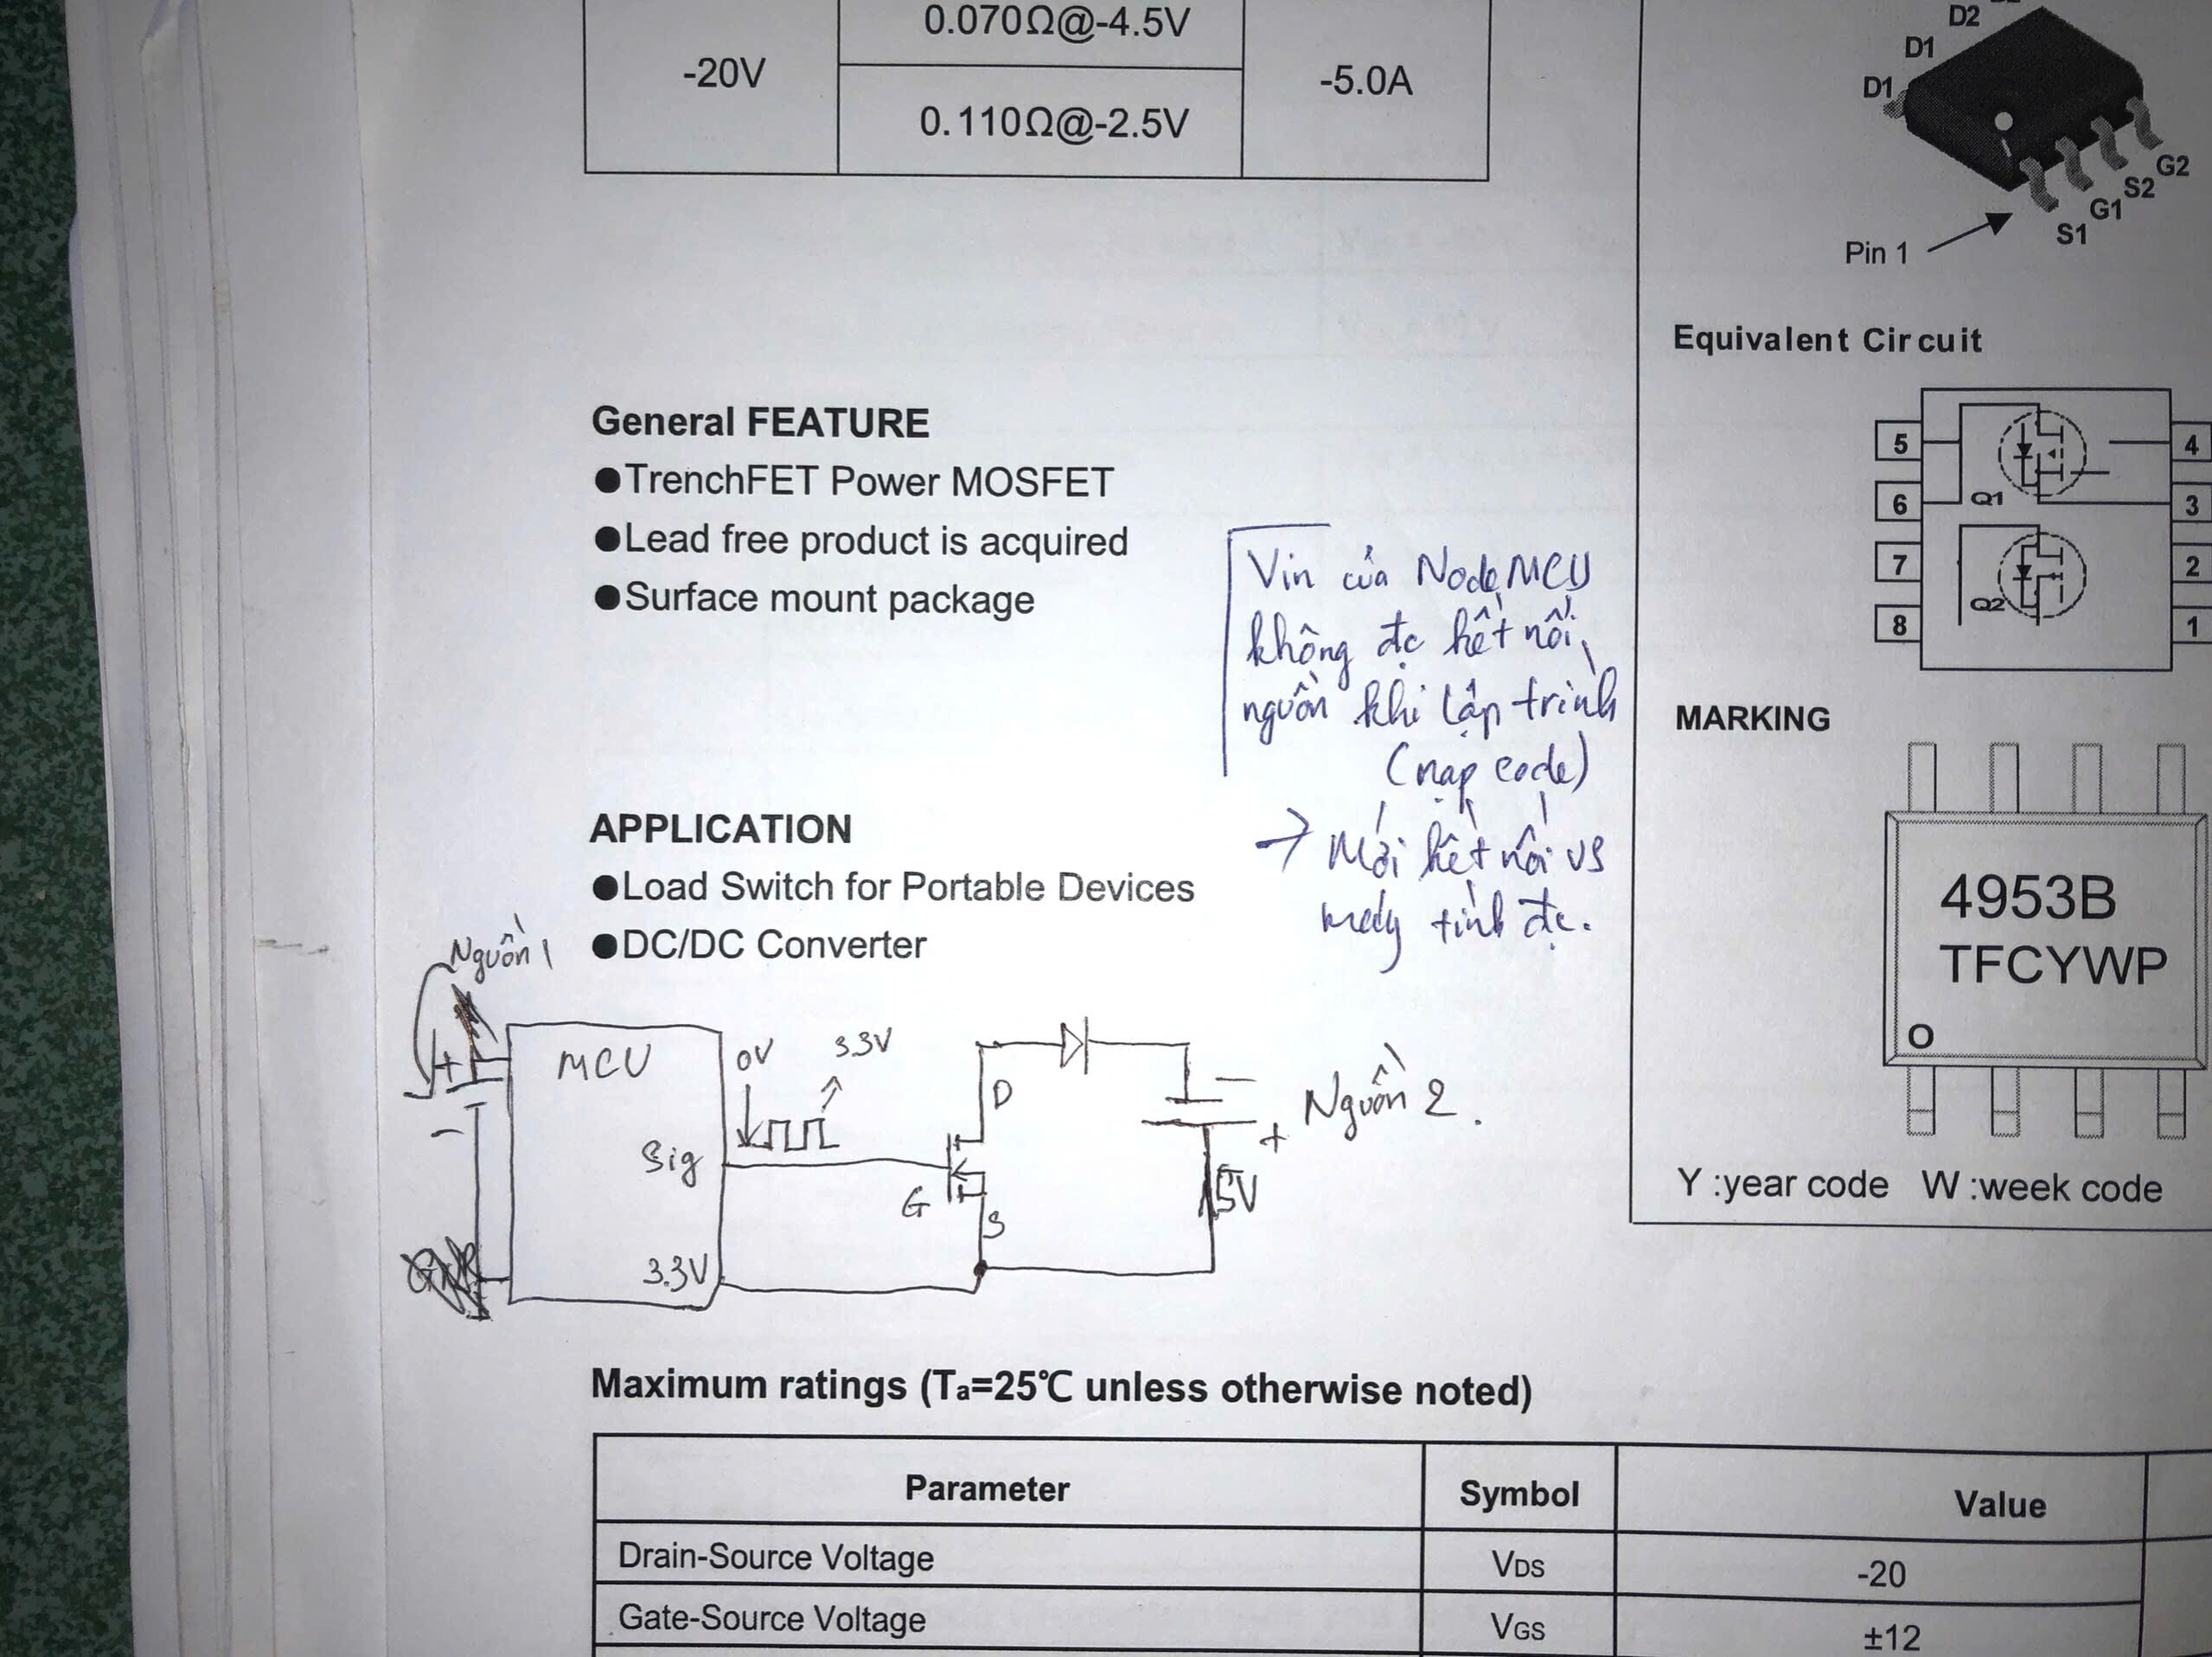 0.070Ω@-4.5V
-20V
-5.0A
0.110Ω@-2.5V
D2
D1
D1
G2
S2
G1
S1
Pin 1
Equivalent Circuit
5
4
6
Q1
3
7
2
Q2
8
1
General FEATURE
●TrenchFET Power MOSFET
●Lead free product is acquired
●Surface mount package
Vin của NodeMCU
không đc kết nối
nguồn khi lập trình
(nạp code)
→ Mới kết nối vs
máy tính đc.
MARKING
4953B
TFCYWP
O
Y :year code W :week code
APPLICATION
●Load Switch for Portable Devices
●DC/DC Converter
Nguồn 1
+
-
MCU
0V
3.3V
Sig
3.3V
D
G
S
-
+
Nguồn 2.
5V
Maximum ratings (Ta=25℃ unless otherwise noted)
Parameter
Symbol
Value
Drain-Source Voltage
VDS
-20
Gate-Source Voltage
VGS
±12